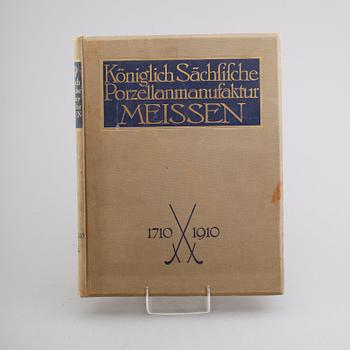 Königlich Sächſiſche
Porzellanmanufaktur
MEISSEN
1710 1910